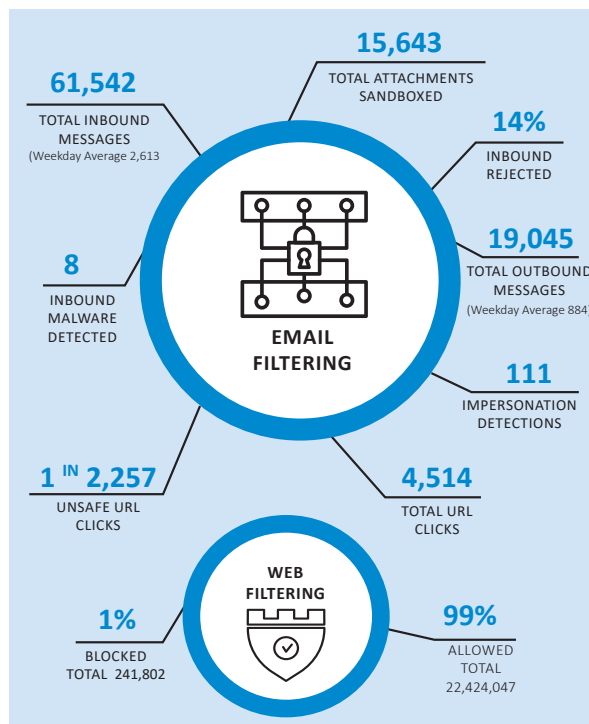 15,643
TOTAL ATTACHMENTS
SANDBOXED
61,542
TOTAL INBOUND
MESSAGES
(Weekday Average 2,613
14%
INBOUND
REJECTED
19,045
TOTAL OUTBOUND
MESSAGES
(Weekday Average 884)
8
INBOUND
MALWARE
DETECTED
EMAIL
FILTERING
111
IMPERSONATION
DETECTIONS
1 IN 2,257
UNSAFE URL
CLICKS
4,514
TOTAL URL
CLICKS
WEB
FILTERING
1%
BLOCKED
TOTAL 241,802
99%
ALLOWED
TOTAL
22,424,047